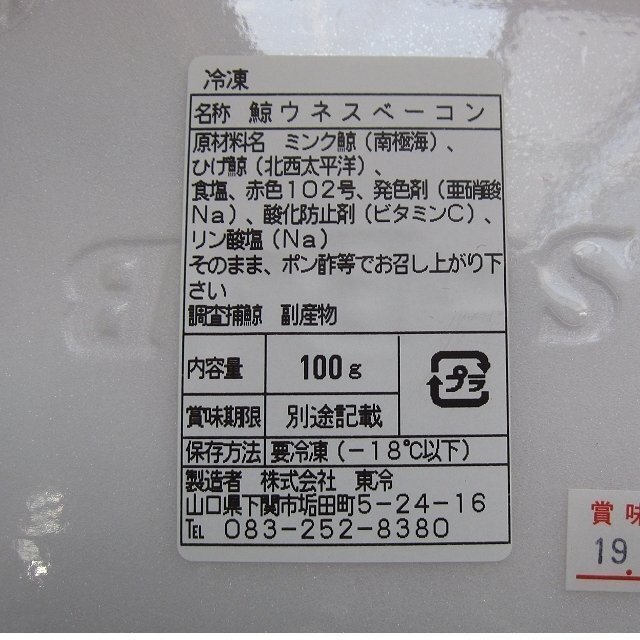 冷凍
名称 鯨ウネスベーコン
原材料名 ミンク鯨（南極海）、
ひげ鯨（北西太平洋）、
食塩、赤色１０２号、発色剤（亜硝酸
Ｎａ）、酸化防止剤（ビタミンＣ）、
リン酸塩（Ｎａ）
そのまま、ポン酢等でお召し上がり下
さい
調査捕鯨 副産物
内容量 100g
プラ
賞味期限 別途記載
保存方法 要冷凍（－１８℃以下）
製造者 株式会社 東冷
山口県下関市垢田町５－２４－１６
℡ ０８３－２５２－８３８０
賞味
19.